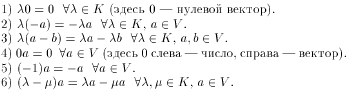 1) λ0 = 0 ∀λ ∈ K (здесь 0 — нулевой вектор).
2) λ(−a) = −λa ∀λ ∈ K, a ∈ V.
3) λ(a − b) = λa − λb ∀λ ∈ K, a, b ∈ V.
4) 0a = 0 ∀a ∈ V (здесь 0 слева — число, справа — вектор).
5) (−1)a = −a ∀a ∈ V.
6) (λ − μ)a = λa − μa ∀λ, μ ∈ K, a ∈ V.